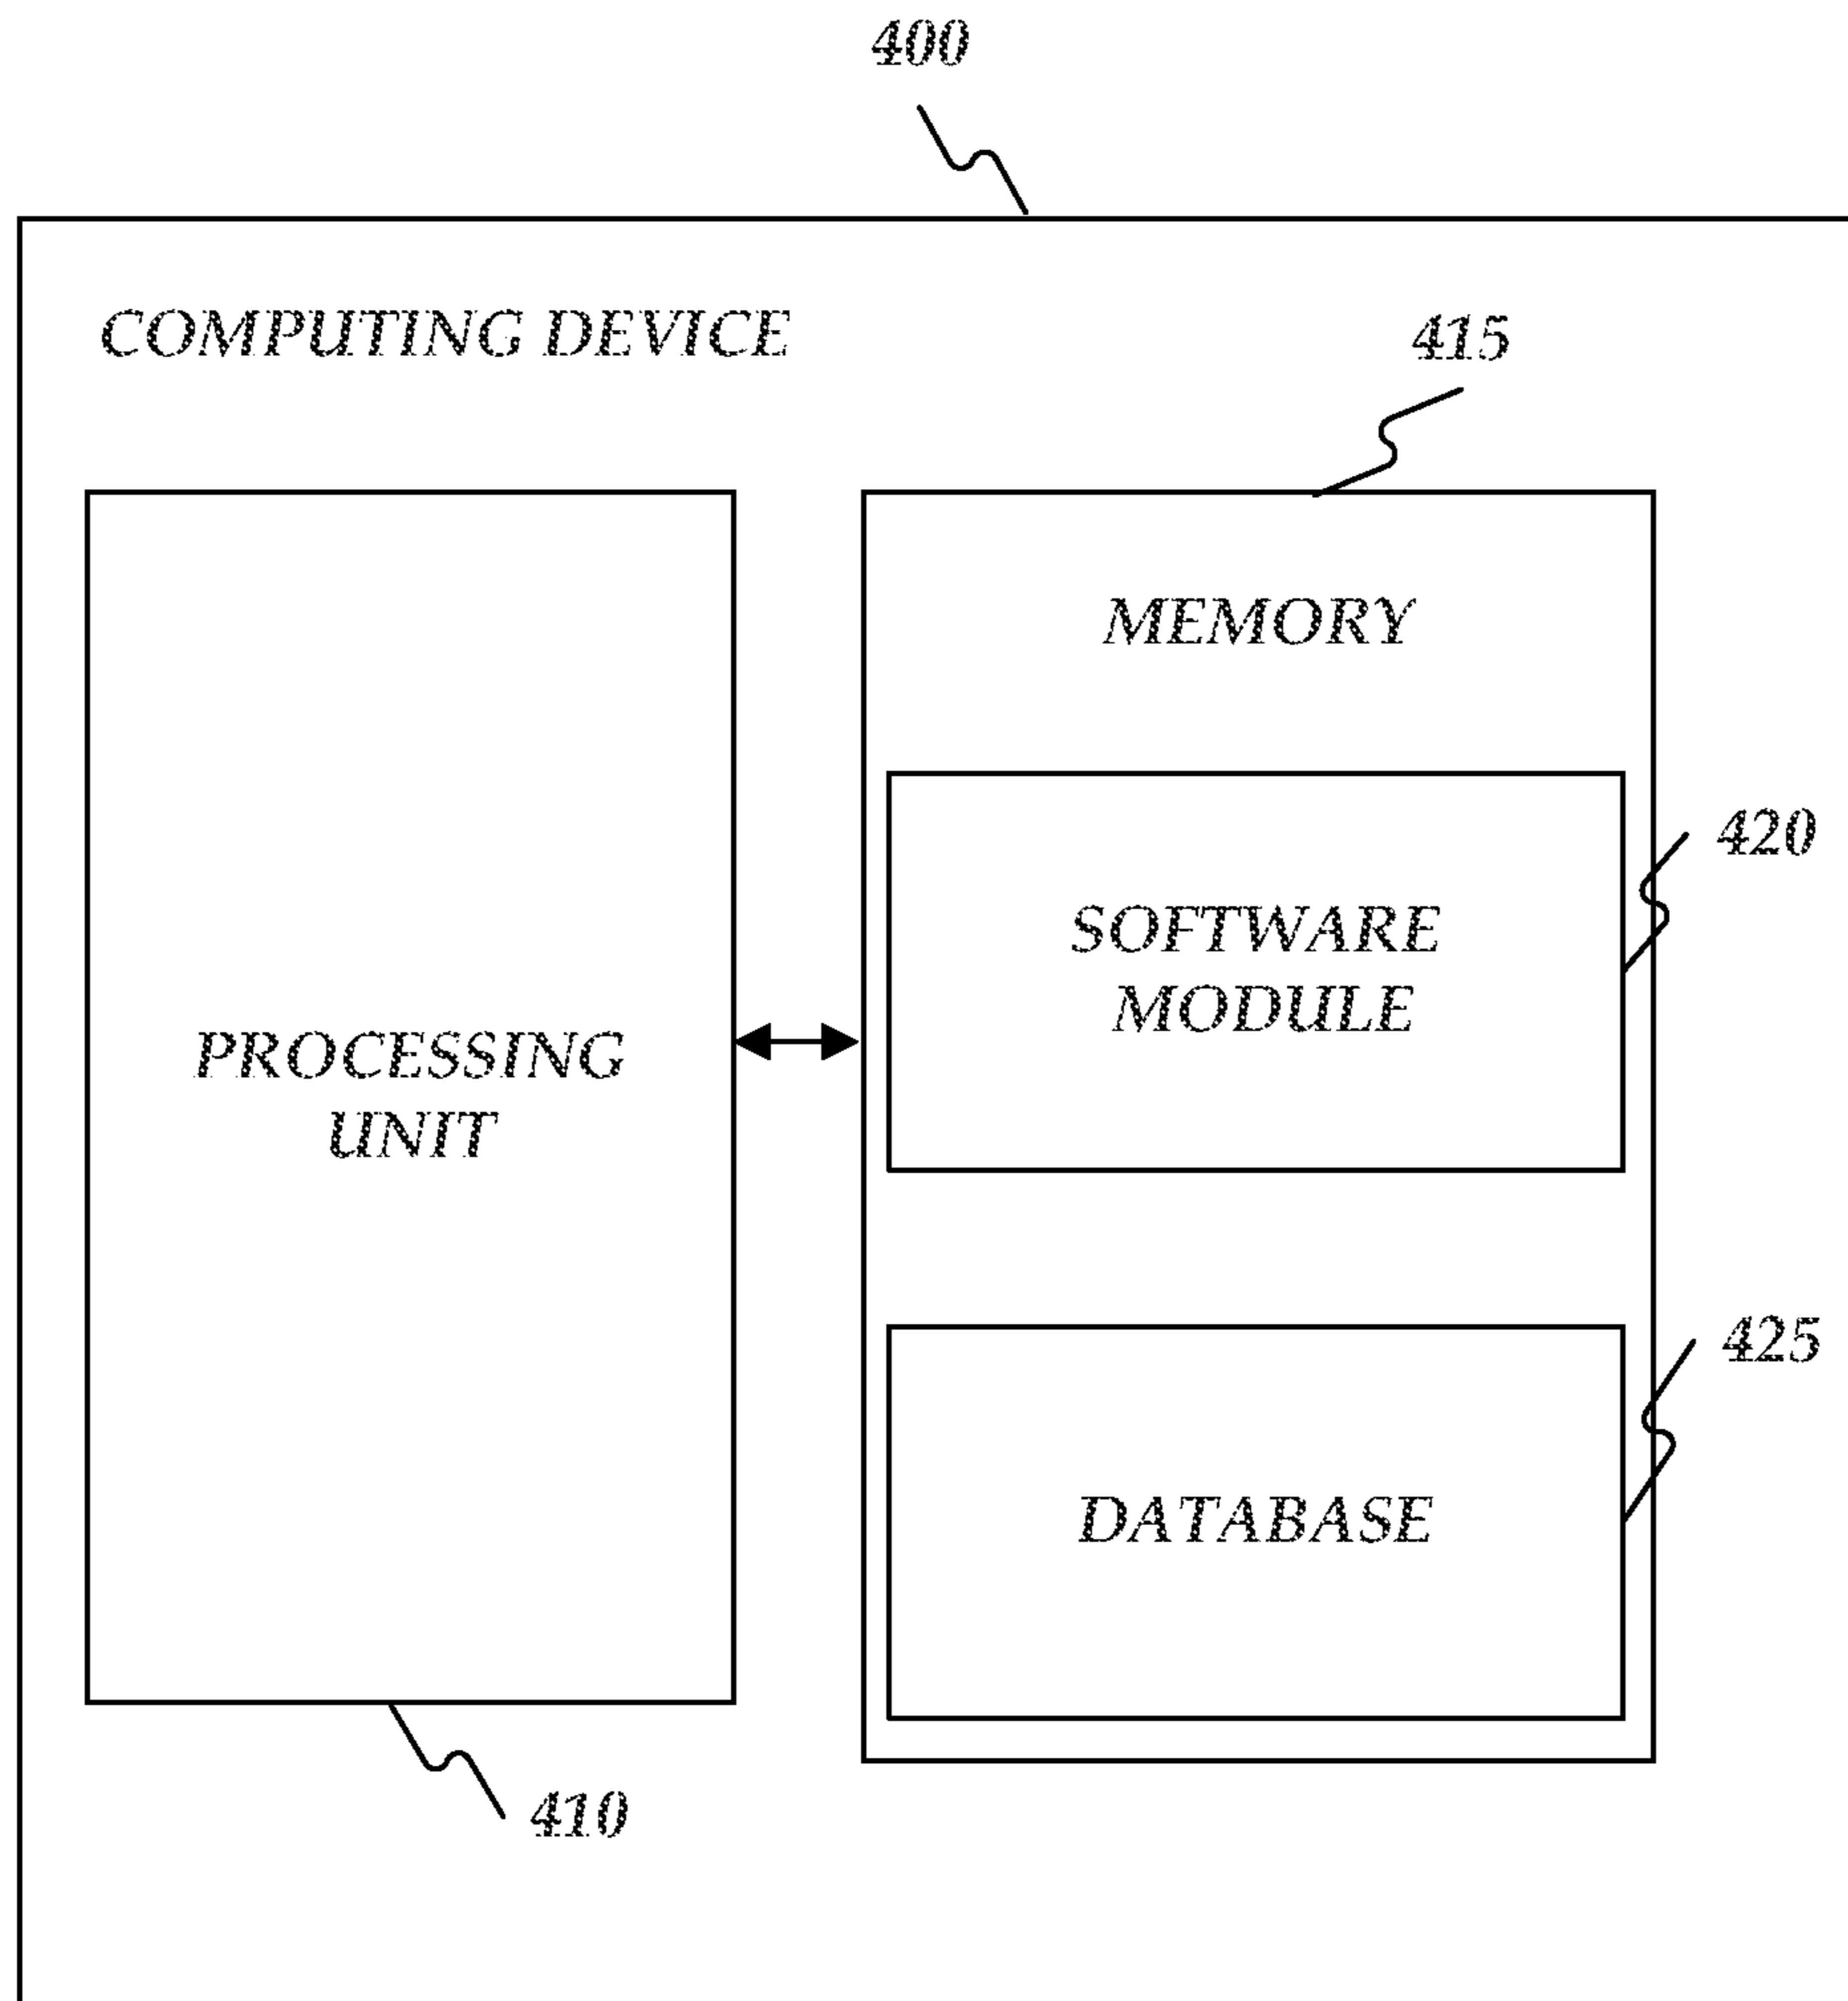 400
COMPUTING DEVICE
415
MEMORY
420
SOFTWARE
MODULE
PROCESSING
UNIT
425
DATABASE
410